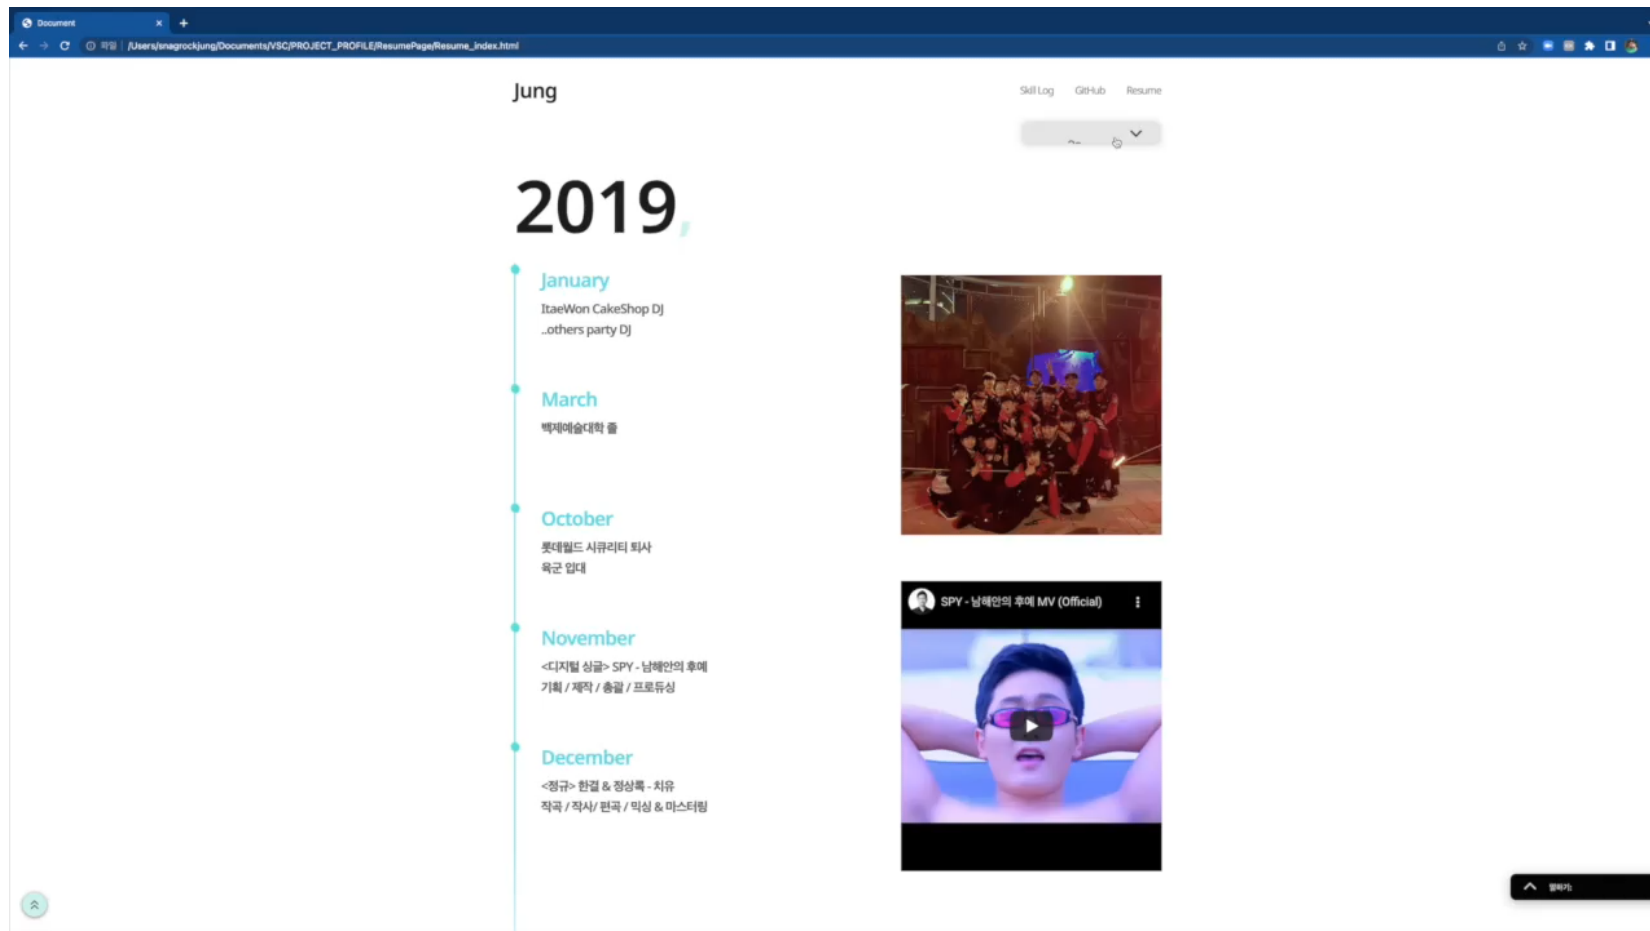 Document
파일 | /Users/snagrockjung/Documents/VSC/PROJECT_PROFILE/ResumePage/Resume_index.html
Jung
Skill Log GitHub Resume
2019,
January
ItaeWon CakeShop DJ
..others party DJ
March
백제예술대학 졸
October
롯데월드 시큐리티 퇴사
육군 입대
November
<디지털 싱글> SPY - 남해안의 후예
기획 / 제작 / 총괄 / 프로듀싱
December
<정규> 한결 & 정상록 - 치유
작곡 / 작사/ 편곡 / 믹싱 & 마스터링
SPY - 남해안의 후예 MV (Official)